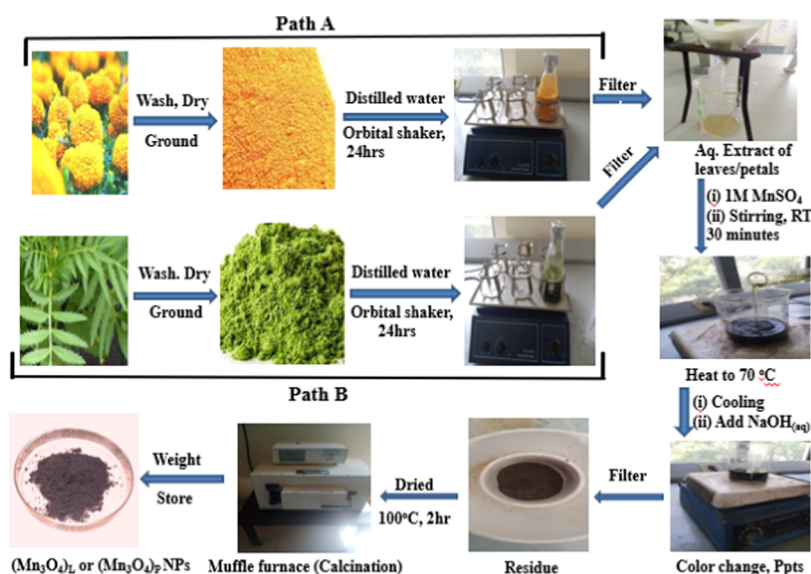 Path A
Wash, Dry
Ground
Distilled water
Orbital shaker,
24hrs
Filter
Filter
Aq. Extract of
leaves/petals
(i) 1M MnSO₄
(ii) Stirring, RT
30 minutes
Wash. Dry
Ground
Distilled water
Orbital shaker,
24hrs
Path B
Heat to 70 °C
(i) Cooling
(ii) Add NaOH(aq)
Filter
Color change, Ppts
Residue
Dried
100°C, 2hr
Muffle furnace (Calcination)
Weight
Store
(Mn₃O₄)L or (Mn₃O₄)P NPs